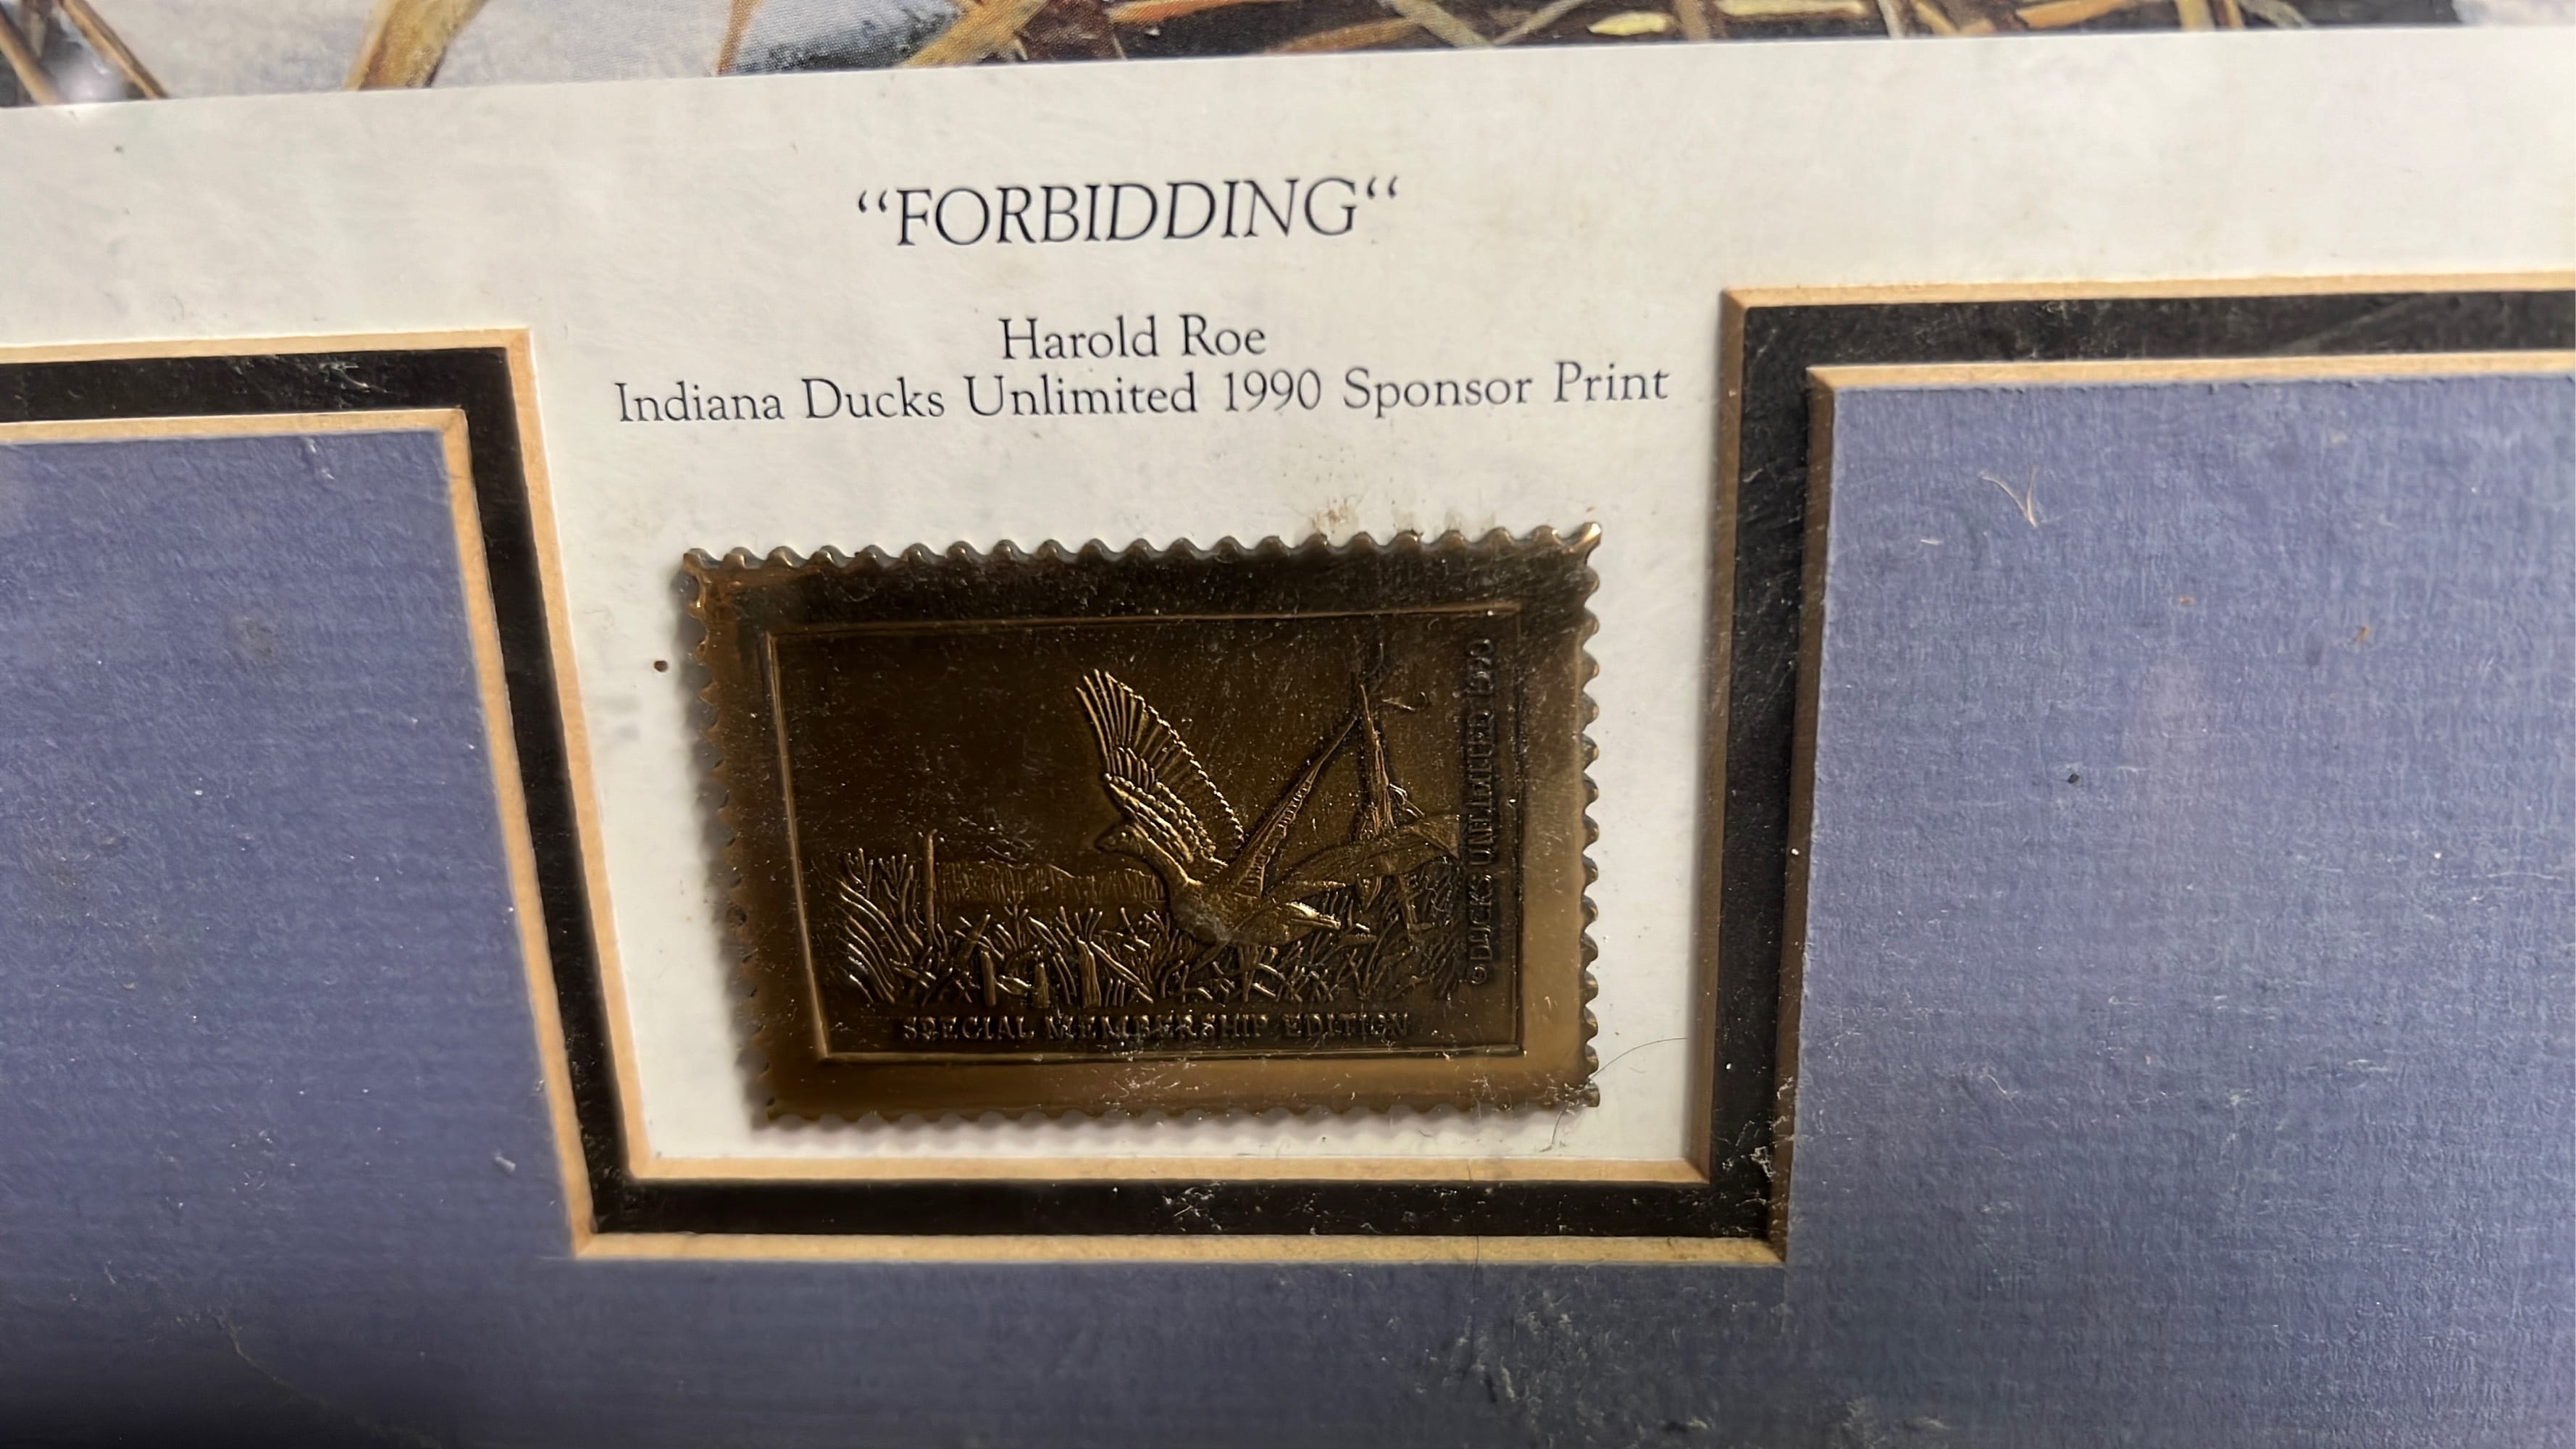 “FORBIDDING“
Harold Roe
Indiana Ducks Unlimited 1990 Sponsor Print
© DUCKS UNLIMITED 1990
SPECIAL MEMBERSHIP EDITION